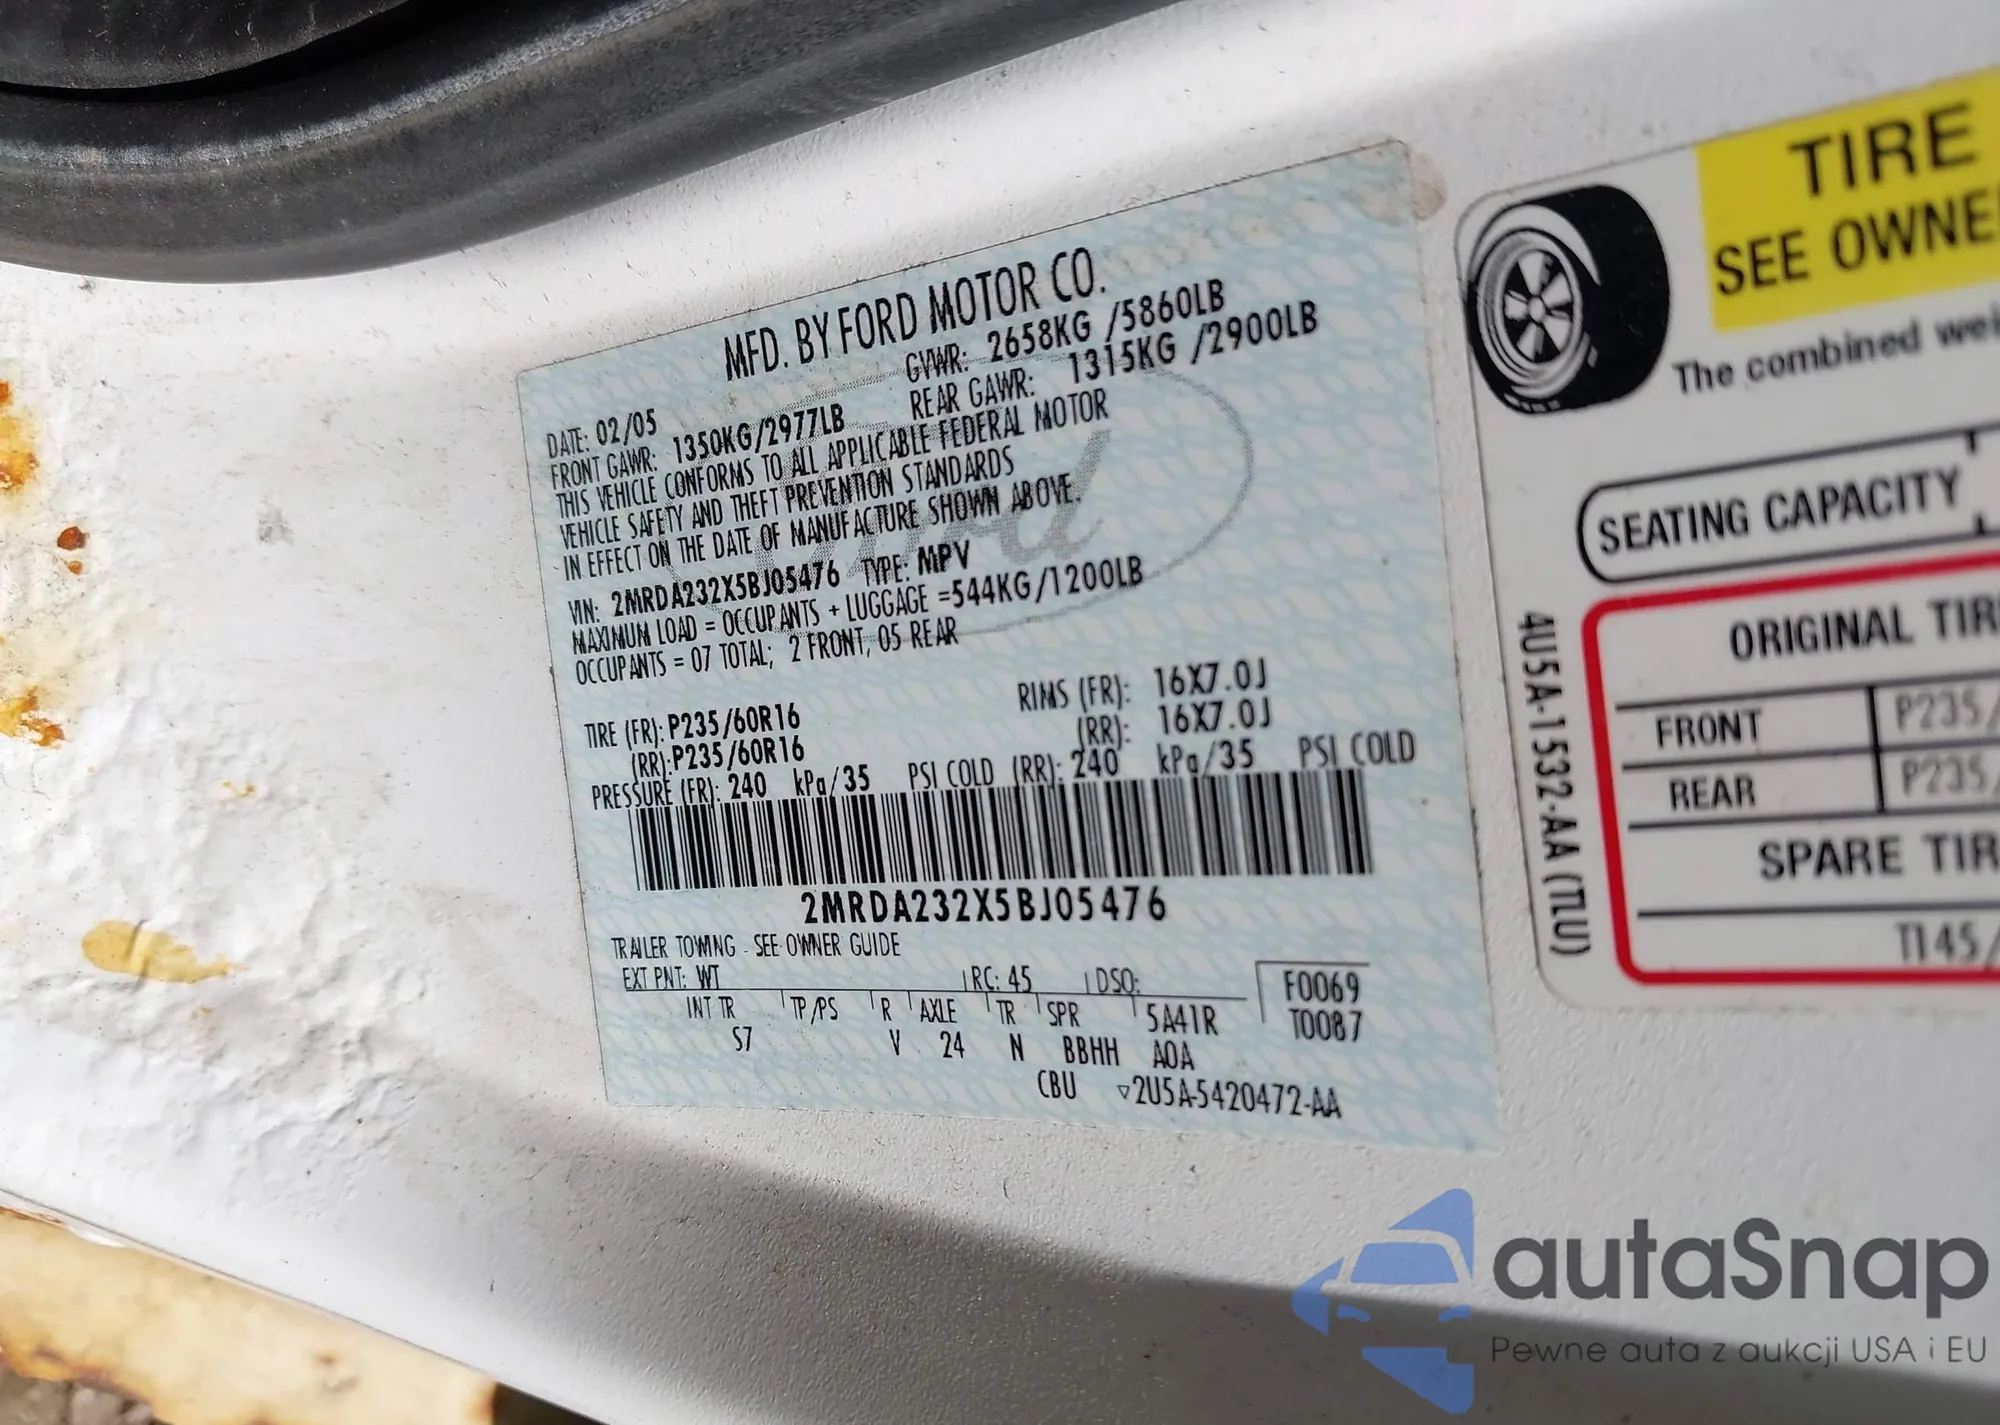 MFD. BY FORD MOTOR CO.
DATE: 02/05 GVWR: 2658KG /5860LB
FRONT GAWR: 1350KG/2977LB REAR GAWR: 1315KG /2900LB
THIS VEHICLE CONFORMS TO ALL APPLICABLE FEDERAL MOTOR
VEHICLE SAFETY AND THEFT PREVENTION STANDARDS
IN EFFECT ON THE DATE OF MANUFACTURE SHOWN ABOVE.
VIN: 2MRDA232X5BJ05476 TYPE: MPV
MAXIMUM LOAD = OCCUPANTS + LUGGAGE =544KG/1200LB
OCCUPANTS = 07 TOTAL; 2 FRONT, 05 REAR
TIRE (FR): P235/60R16 RIMS (FR): 16X7.0J
(RR): P235/60R16 (RR): 16X7.0J
PRESSURE (FR): 240 kPa/35 PSI COLD (RR): 240 kPa/35 PSI COLD
2MRDA232X5BJ05476
TRAILER TOWING - SEE OWNER GUIDE
EXT PNT: WT RC: 45 DSO: F0069
INT TR TP/PS R AXLE TR SPR 5A41R T0087
S7 V 24 N BBHH AOA
CBU ▽2U5A-5420472-AA
TIRE
SEE OWNE
The combined wei
SEATING CAPACITY
4U5A-1532-AA (TLU)
ORIGINAL TIR
FRONT P235/
REAR P235/
SPARE TIR
T145/
autaSnap
Pewne auta z aukcji USA i EU